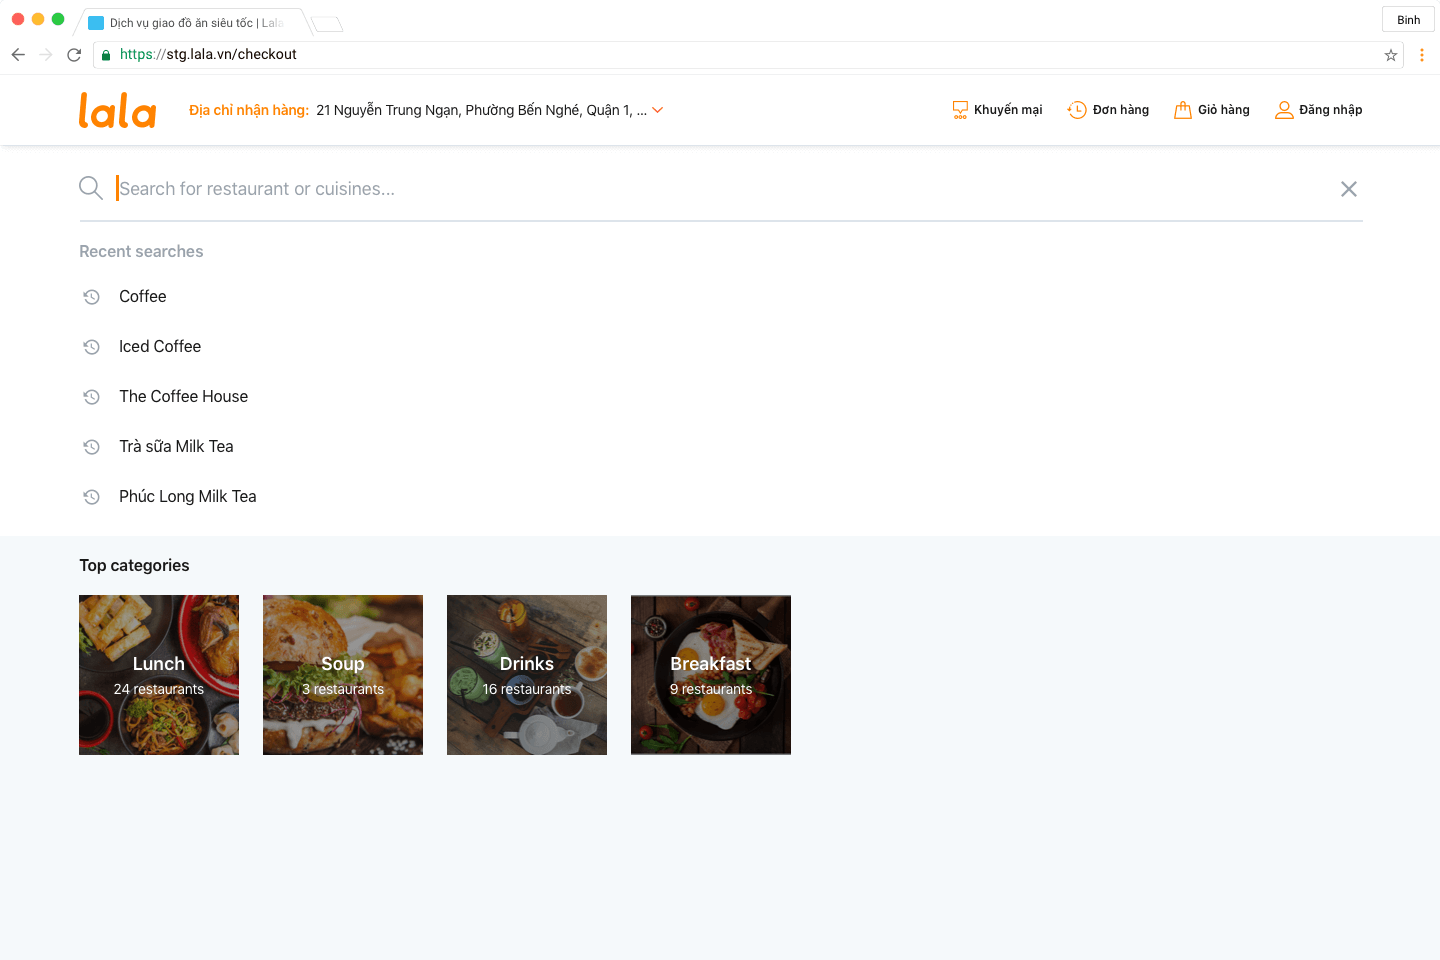 Dịch vụ giao đồ ăn siêu tốc | Lala
Binh
https://stg.lala.vn/checkout
lala
Địa chỉ nhận hàng: 21 Nguyễn Trung Ngạn, Phường Bến Nghé, Quận 1, ...
Khuyến mại
Đơn hàng
Giỏ hàng
Đăng nhập
Search for restaurant or cuisines...
Recent searches
Coffee
Iced Coffee
The Coffee House
Trà sữa Milk Tea
Phúc Long Milk Tea
Top categories
Lunch
24 restaurants
Soup
3 restaurants
Drinks
16 restaurants
Breakfast
9 restaurants